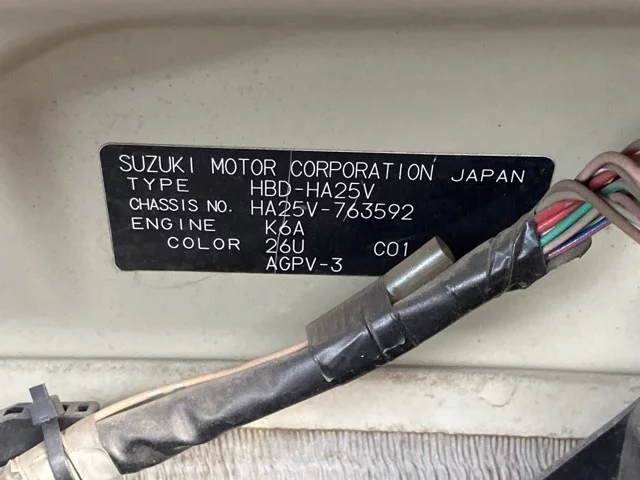 SUZUKI MOTOR CORPORATION JAPAN
TYPE HBD-HA25V
CHASSIS NO. HA25V-763592
ENGINE K6A
COLOR 26U C01
AGPV-3